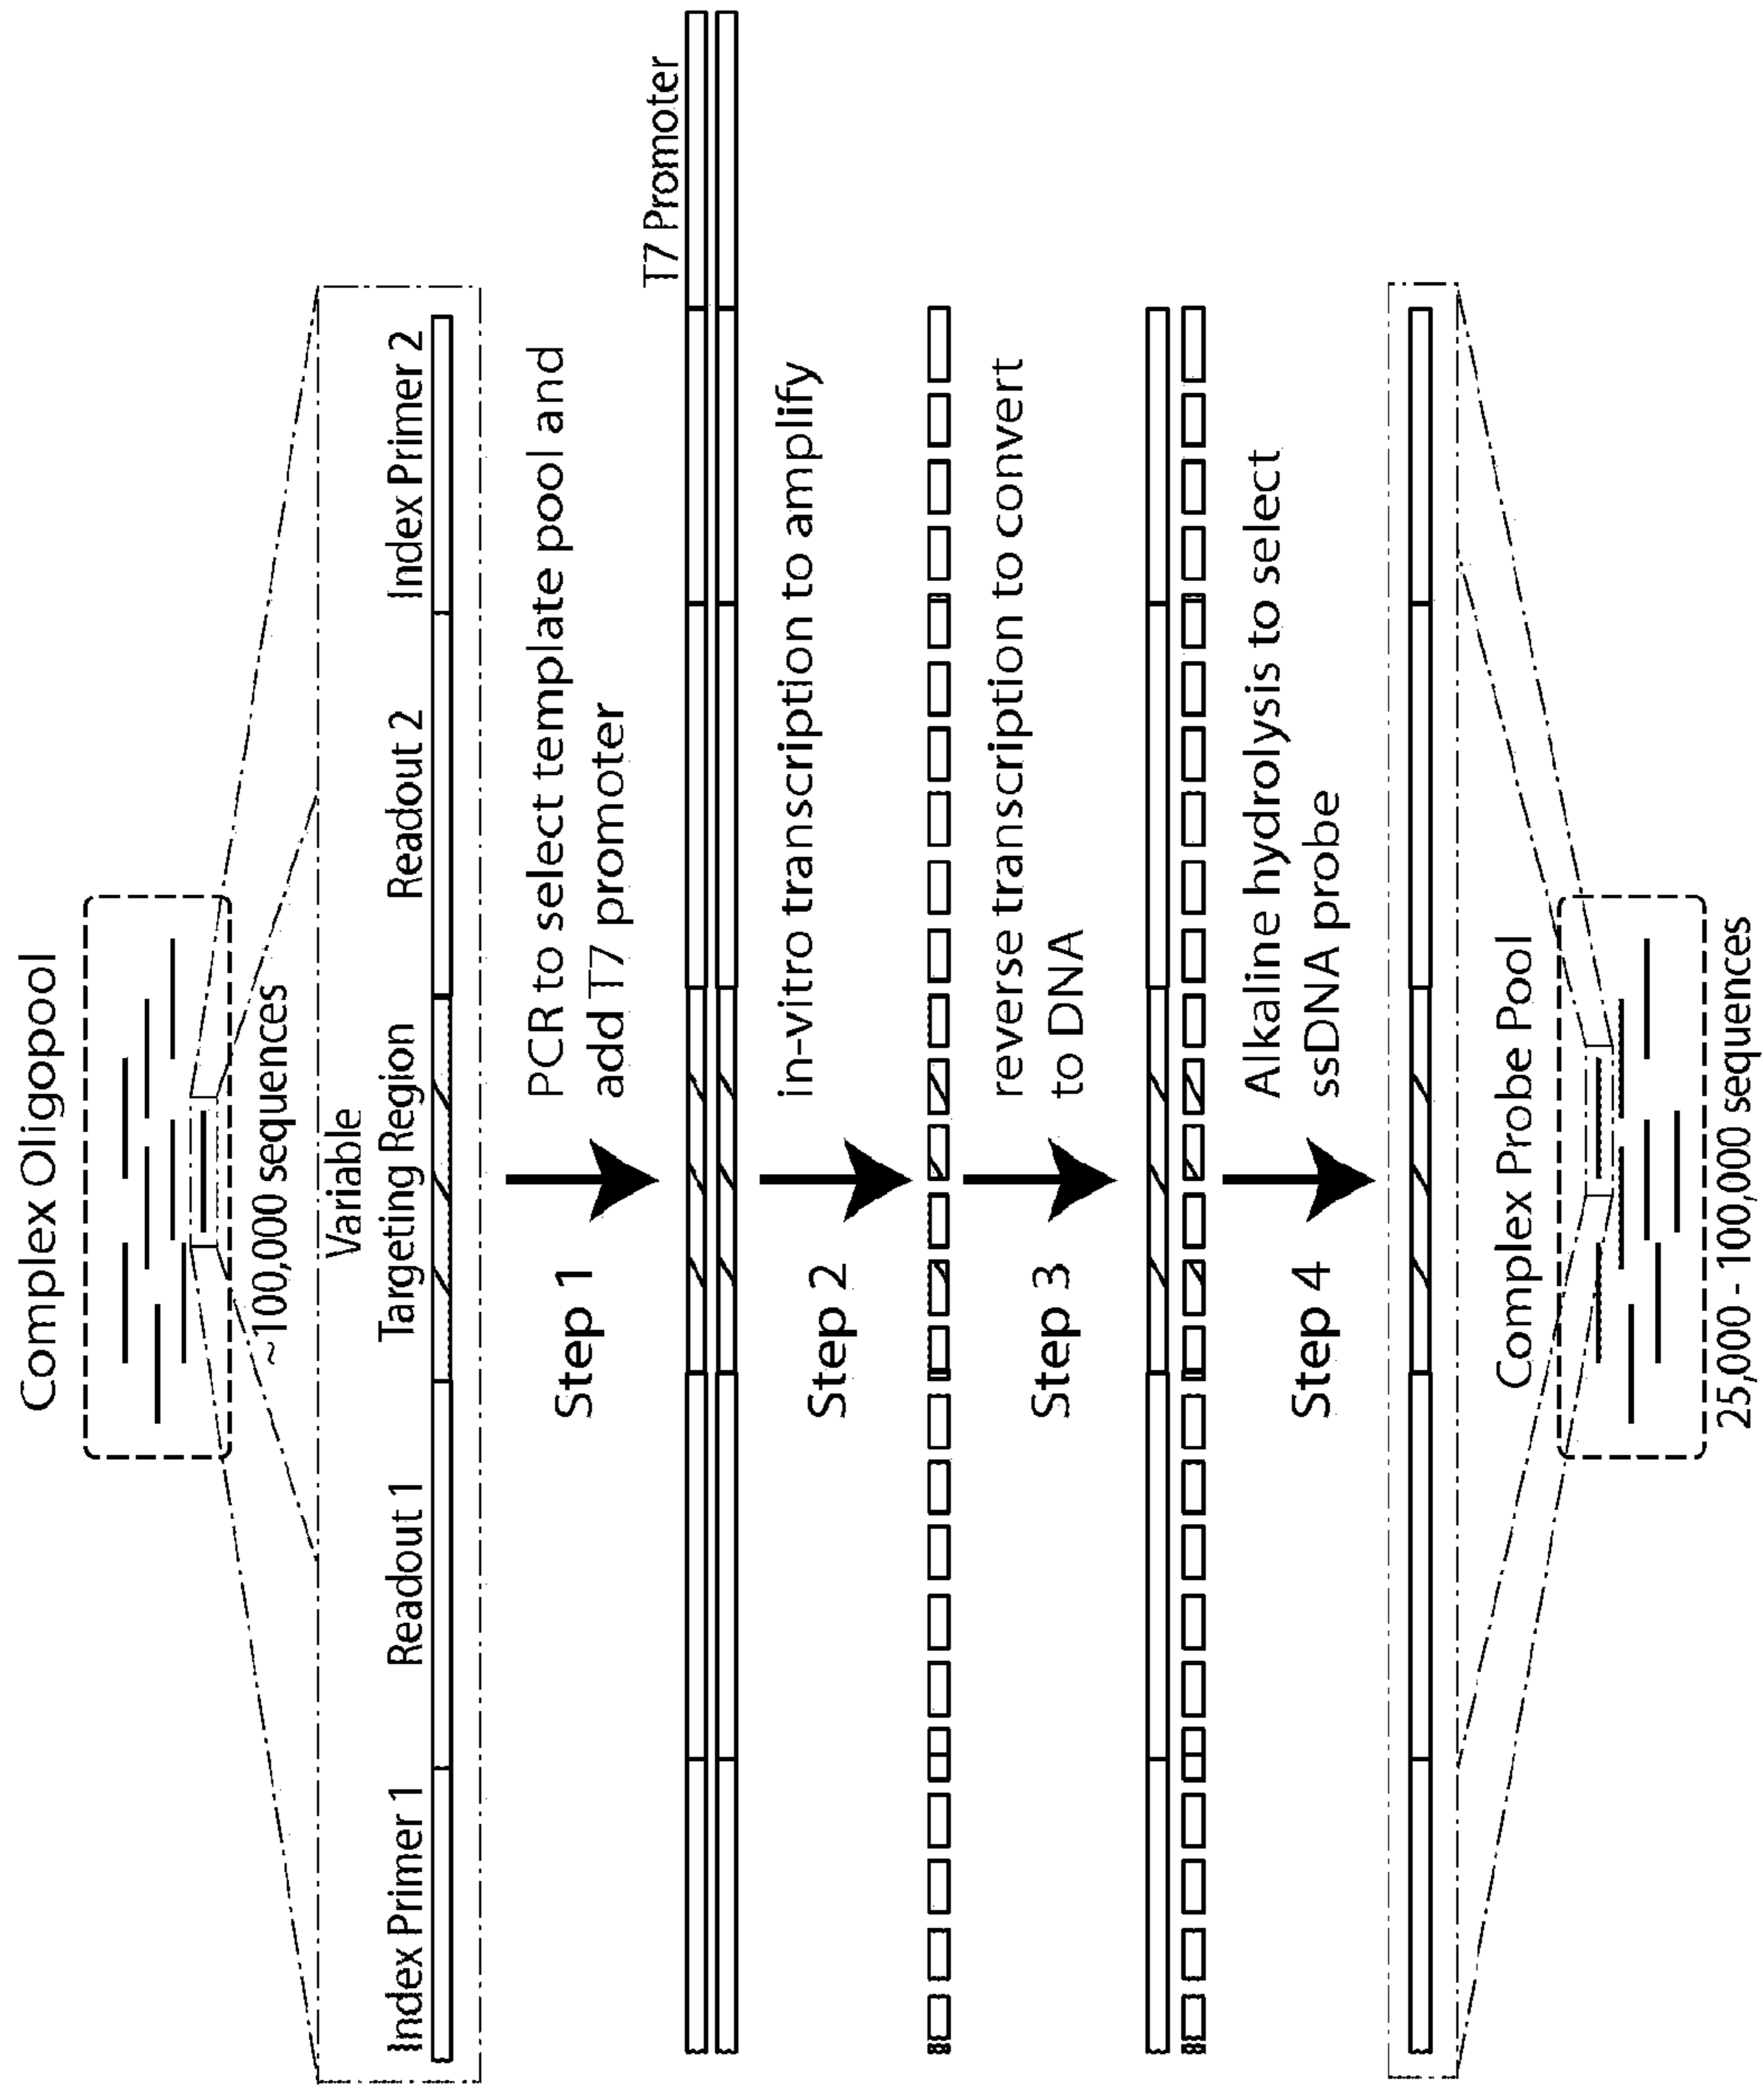 Complex Oligopool
~100,000 sequences
Variable
Index Primer 1
Readout 1
Targeting Region
Readout 2
Index Primer 2
Step 1
PCR to select template pool and
add T7 promoter
T7 Promoter
Step 2
in-vitro transcription to amplify
Step 3
reverse transcription to convert
to DNA
Step 4
Alkaline hydrolysis to select
ssDNA probe
Complex Probe Pool
25,000 - 100,000 sequences